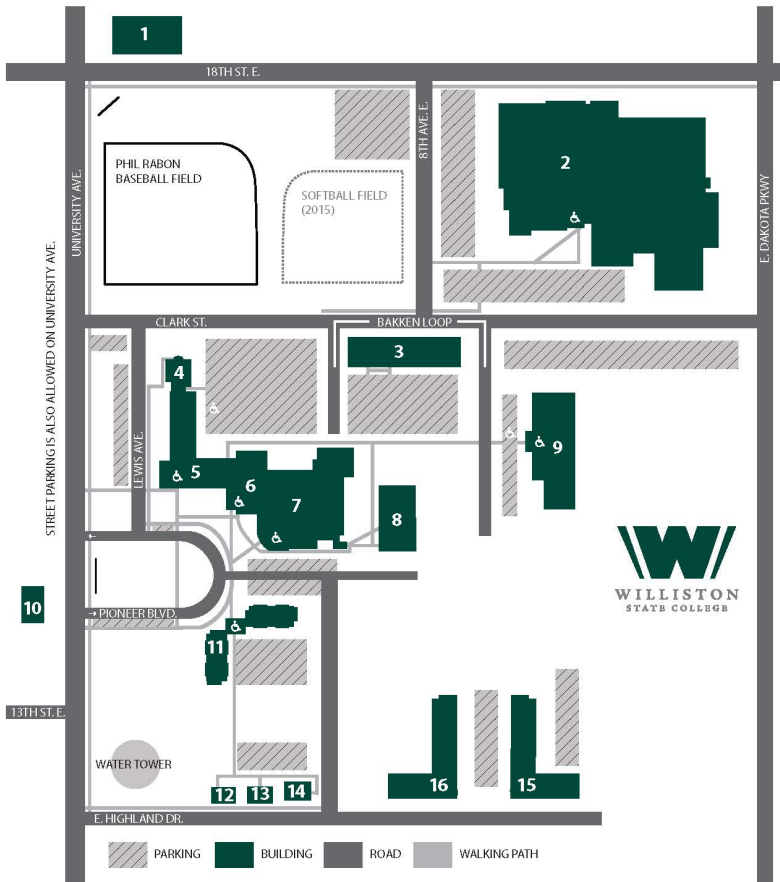 1
18TH ST. E.
UNIVERSITY AVE.
8TH AVE. E.
E. DAKOTA PKWY
PHIL RABON
BASEBALL FIELD
SOFTBALL FIELD
(2015)
2
STREET PARKING IS ALSO ALLOWED ON UNIVERSITY AVE.
CLARK ST.
BAKKEN LOOP
3
4
LEWIS AVE.
5
6
7
8
9
W
WILLISTON
STATE COLLEGE
10
PIONEER BLVD.
11
13TH ST. E.
WATER TOWER
12
13
14
16
15
E. HIGHLAND DR.
PARKING
BUILDING
ROAD
WALKING PATH